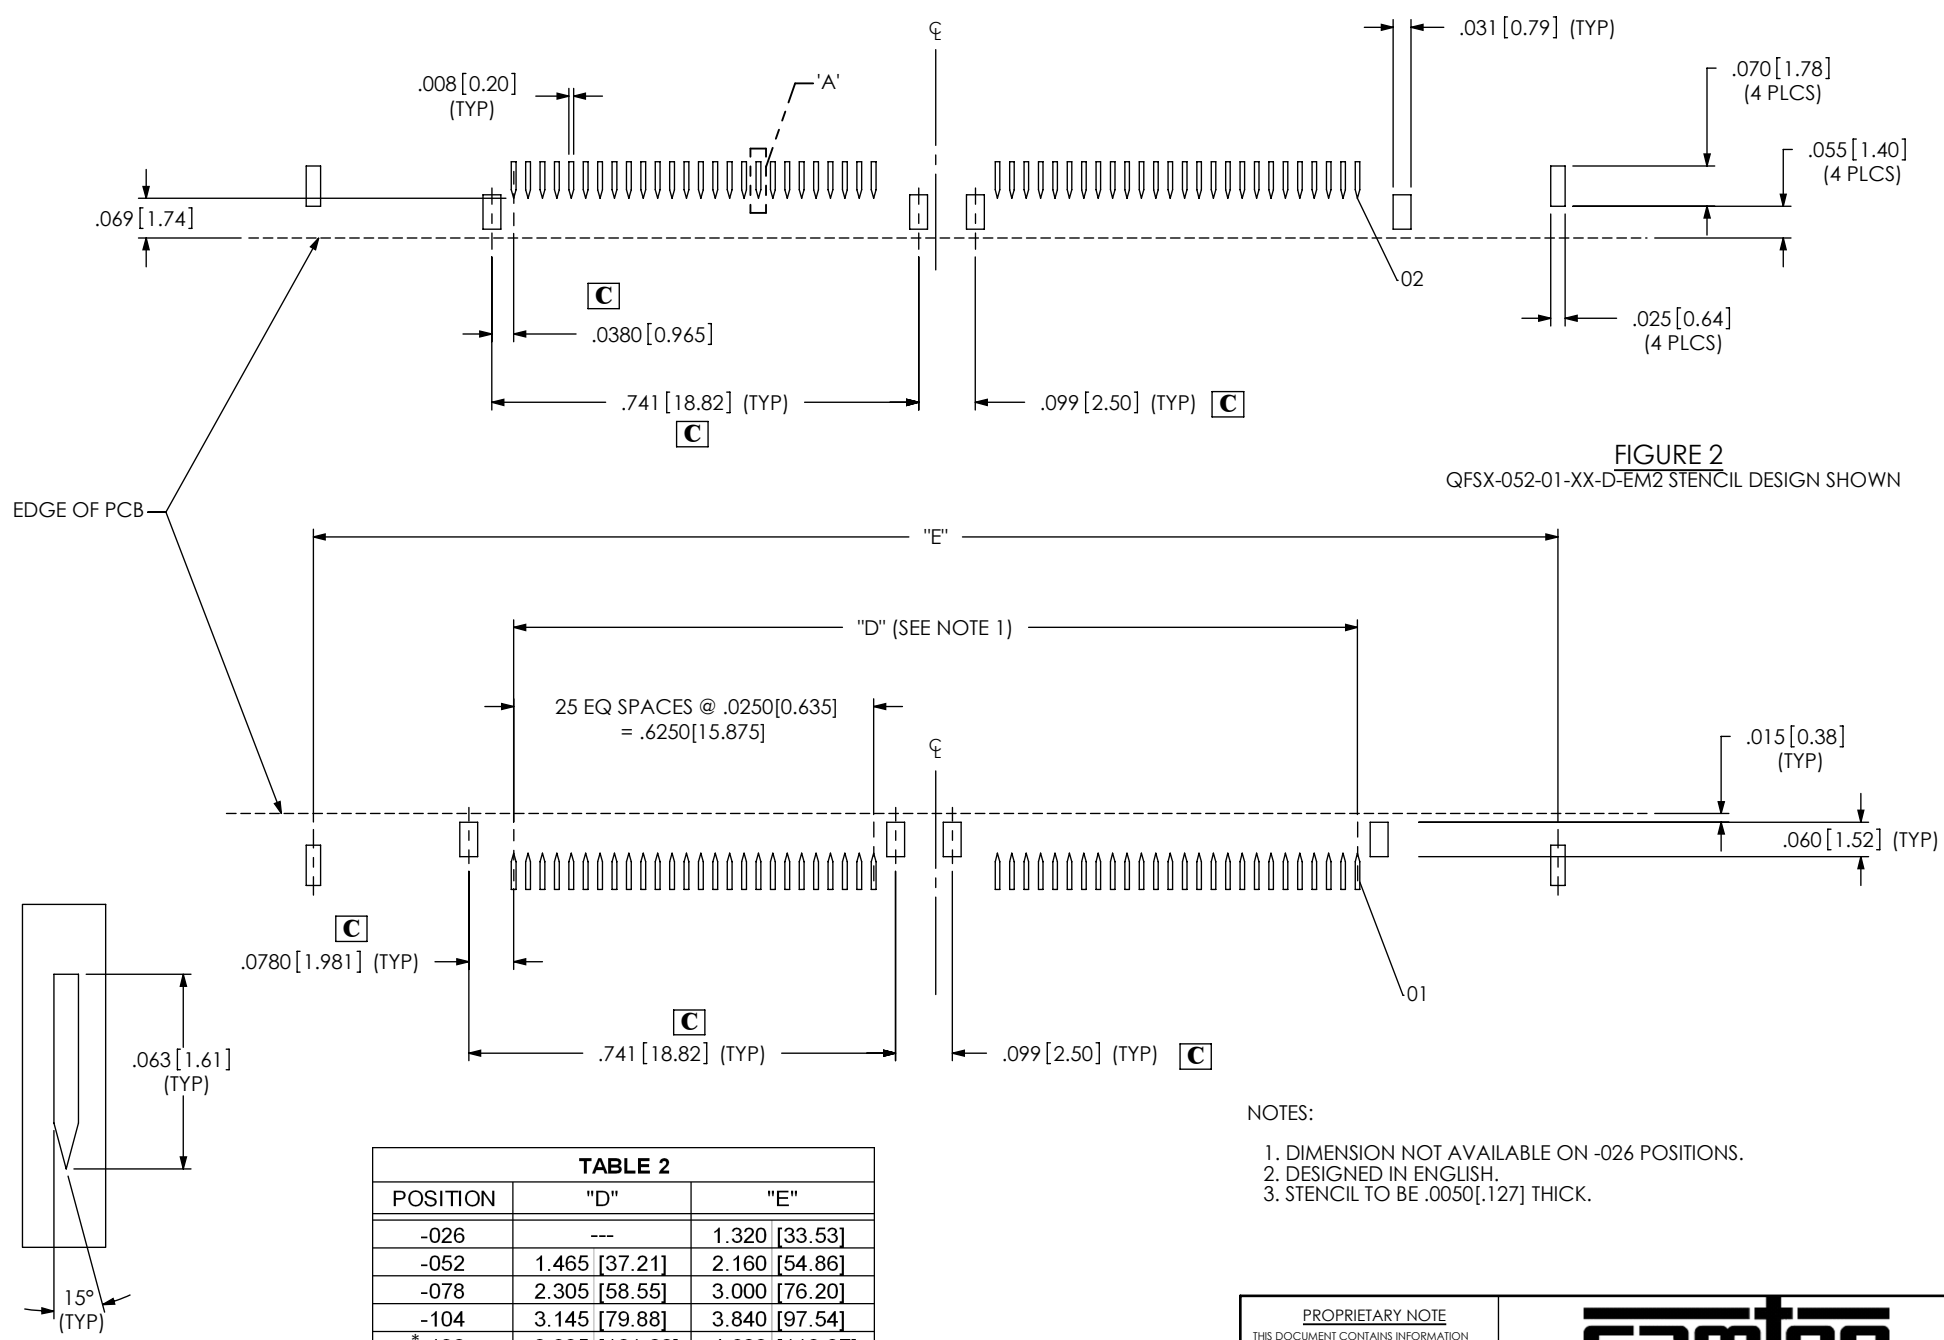 ℄
.031[0.79] (TYP)
.008[0.20]
(TYP)
'A'
.070[1.78]
(4 PLCS)
.055[1.40]
(4 PLCS)
.069[1.74]
02
C
.0380[0.965]
.025[0.64]
(4 PLCS)
.741[18.82] (TYP)
C
.099[2.50] (TYP) C
FIGURE 2
QFSX-052-01-XX-D-EM2 STENCIL DESIGN SHOWN
EDGE OF PCB
"E"
"D" (SEE NOTE 1)
25 EQ SPACES @ .0250[0.635]
= .6250[15.875]
℄
.015[0.38]
(TYP)
.060[1.52] (TYP)
C
.0780[1.981] (TYP)
01
C
.741[18.82] (TYP)
.099[2.50] (TYP) C
.063[1.61]
(TYP)
15°
(TYP)
NOTES:
1. DIMENSION NOT AVAILABLE ON -026 POSITIONS.
2. DESIGNED IN ENGLISH.
3. STENCIL TO BE .0050[.127] THICK.
TABLE 2
POSITION "D" "E"
-026 --- 1.320 [33.53]
-052 1.465 [37.21] 2.160 [54.86]
-078 2.305 [58.55] 3.000 [76.20]
-104 3.145 [79.88] 3.840 [97.54]
PROPRIETARY NOTE
THIS DOCUMENT CONTAINS INFORMATION